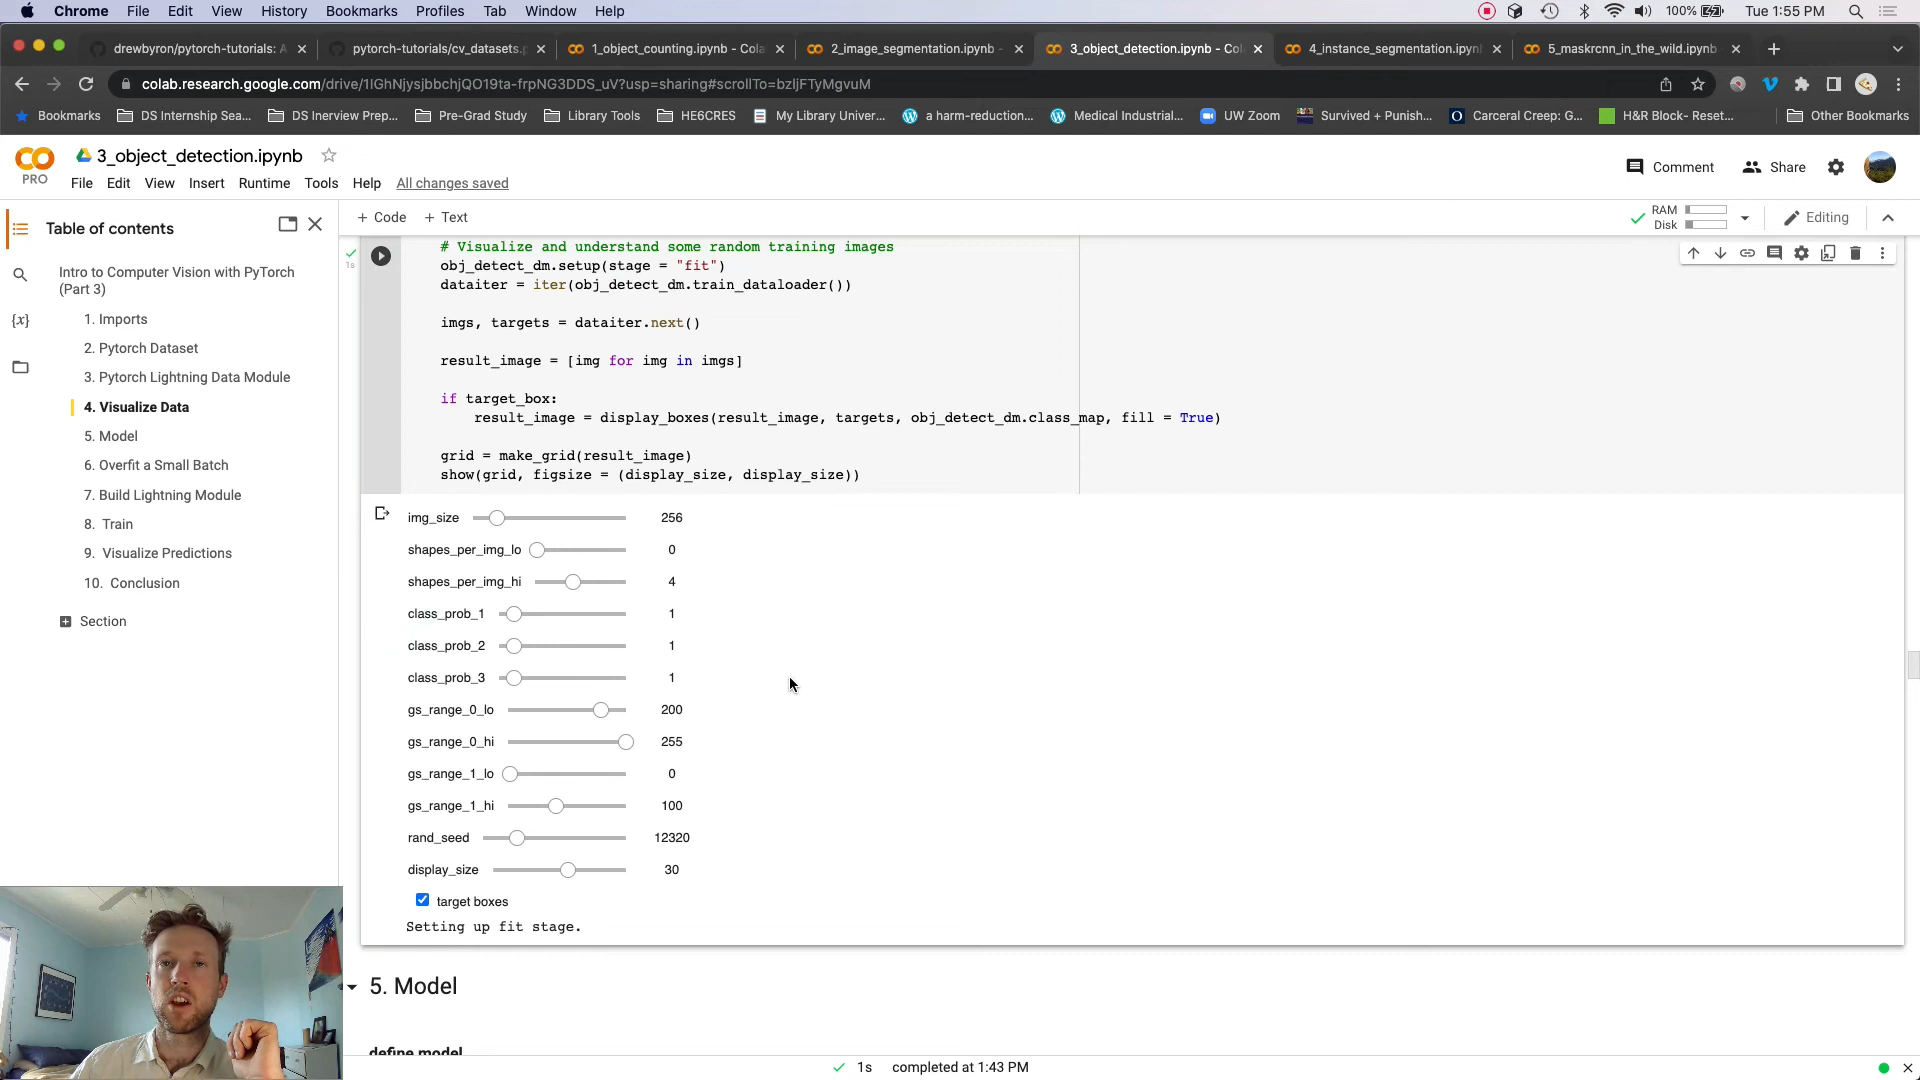 Chrome File Edit View History Bookmarks Profiles Tab Window Help
100% Tue 1:55 PM
drewbyron/pytorch-tutorials: A
pytorch-tutorials/cv_datasets.p
1_object_counting.ipynb - Cola
2_image_segmentation.ipynb -
3_object_detection.ipynb - Col
4_instance_segmentation.ipynb
5_maskrcnn_in_the_wild.ipynb
colab.research.google.com/drive/1IGhNjysjbbchjQO19ta-frpNG3DDS_uV?usp=sharing#scrollTo=bzljFTyMgvuM
Bookmarks DS Internship Sea... DS Inerview Prep... Pre-Grad Study Library Tools HE6CRES My Library Univer... a harm-reduction... Medical Industrial... UW Zoom Survived + Punish... Carceral Creep: G... H&R Block- Reset... Other Bookmarks
CO PRO
3_object_detection.ipynb
File Edit View Insert Runtime Tools Help All changes saved
Comment Share
+ Code + Text
RAM
Disk
Editing
Table of contents
Intro to Computer Vision with PyTorch
(Part 3)
1. Imports
2. Pytorch Dataset
3. Pytorch Lightning Data Module
4. Visualize Data
5. Model
6. Overfit a Small Batch
7. Build Lightning Module
8. Train
9. Visualize Predictions
10. Conclusion
Section
{x}
1s
# Visualize and understand some random training images
obj_detect_dm.setup(stage = "fit")
dataiter = iter(obj_detect_dm.train_dataloader())
imgs, targets = dataiter.next()
result_image = [img for img in imgs]
if target_box:
result_image = display_boxes(result_image, targets, obj_detect_dm.class_map, fill = True)
grid = make_grid(result_image)
show(grid, figsize = (display_size, display_size))
img_size 256
shapes_per_img_lo 0
shapes_per_img_hi 4
class_prob_1 1
class_prob_2 1
class_prob_3 1
gs_range_0_lo 200
gs_range_0_hi 255
gs_range_1_lo 0
gs_range_1_hi 100
rand_seed 12320
display_size 30
target boxes
Setting up fit stage.
5. Model
define model
1s completed at 1:43 PM